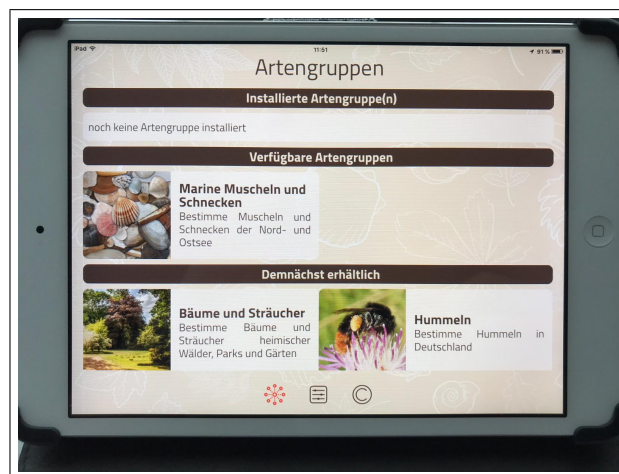 iPad 11:51 91 %
Artengruppen
Installierte Artengruppe(n)
noch keine Artengruppe installiert
Verfügbare Artengruppen
Marine Muscheln und
Schnecken
Bestimme Muscheln und
Schnecken der Nord- und
Ostsee
Demnächst erhältlich
Bäume und Sträucher
Bestimme Bäume und
Sträucher heimischer
Wälder, Parks und Gärten
Hummeln
Bestimme Hummeln in
Deutschland
©